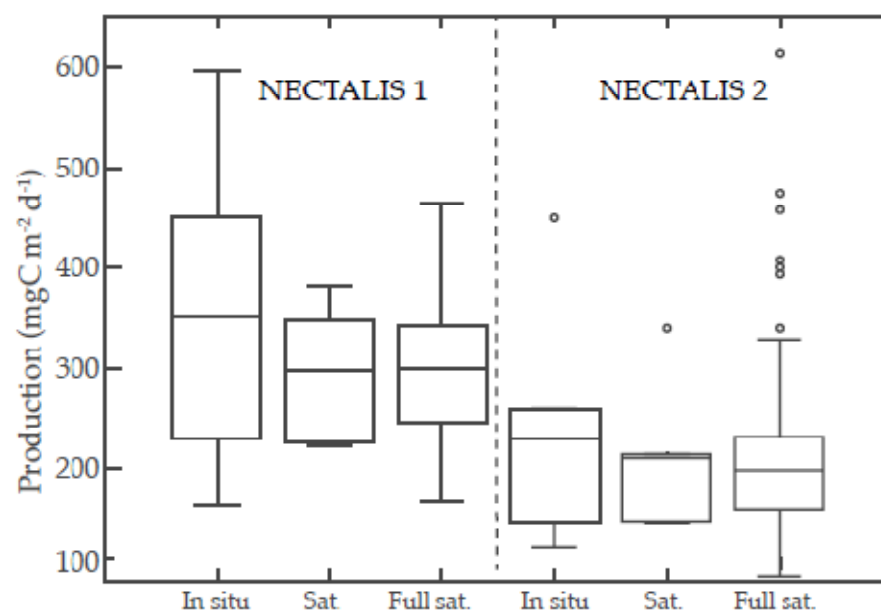 NECTALIS 1
NECTALIS 2
Production (mgC m⁻² d⁻¹)
600
500
400
300
200
100
In situ
Sat.
Full sat.
In situ
Sat.
Full sat.